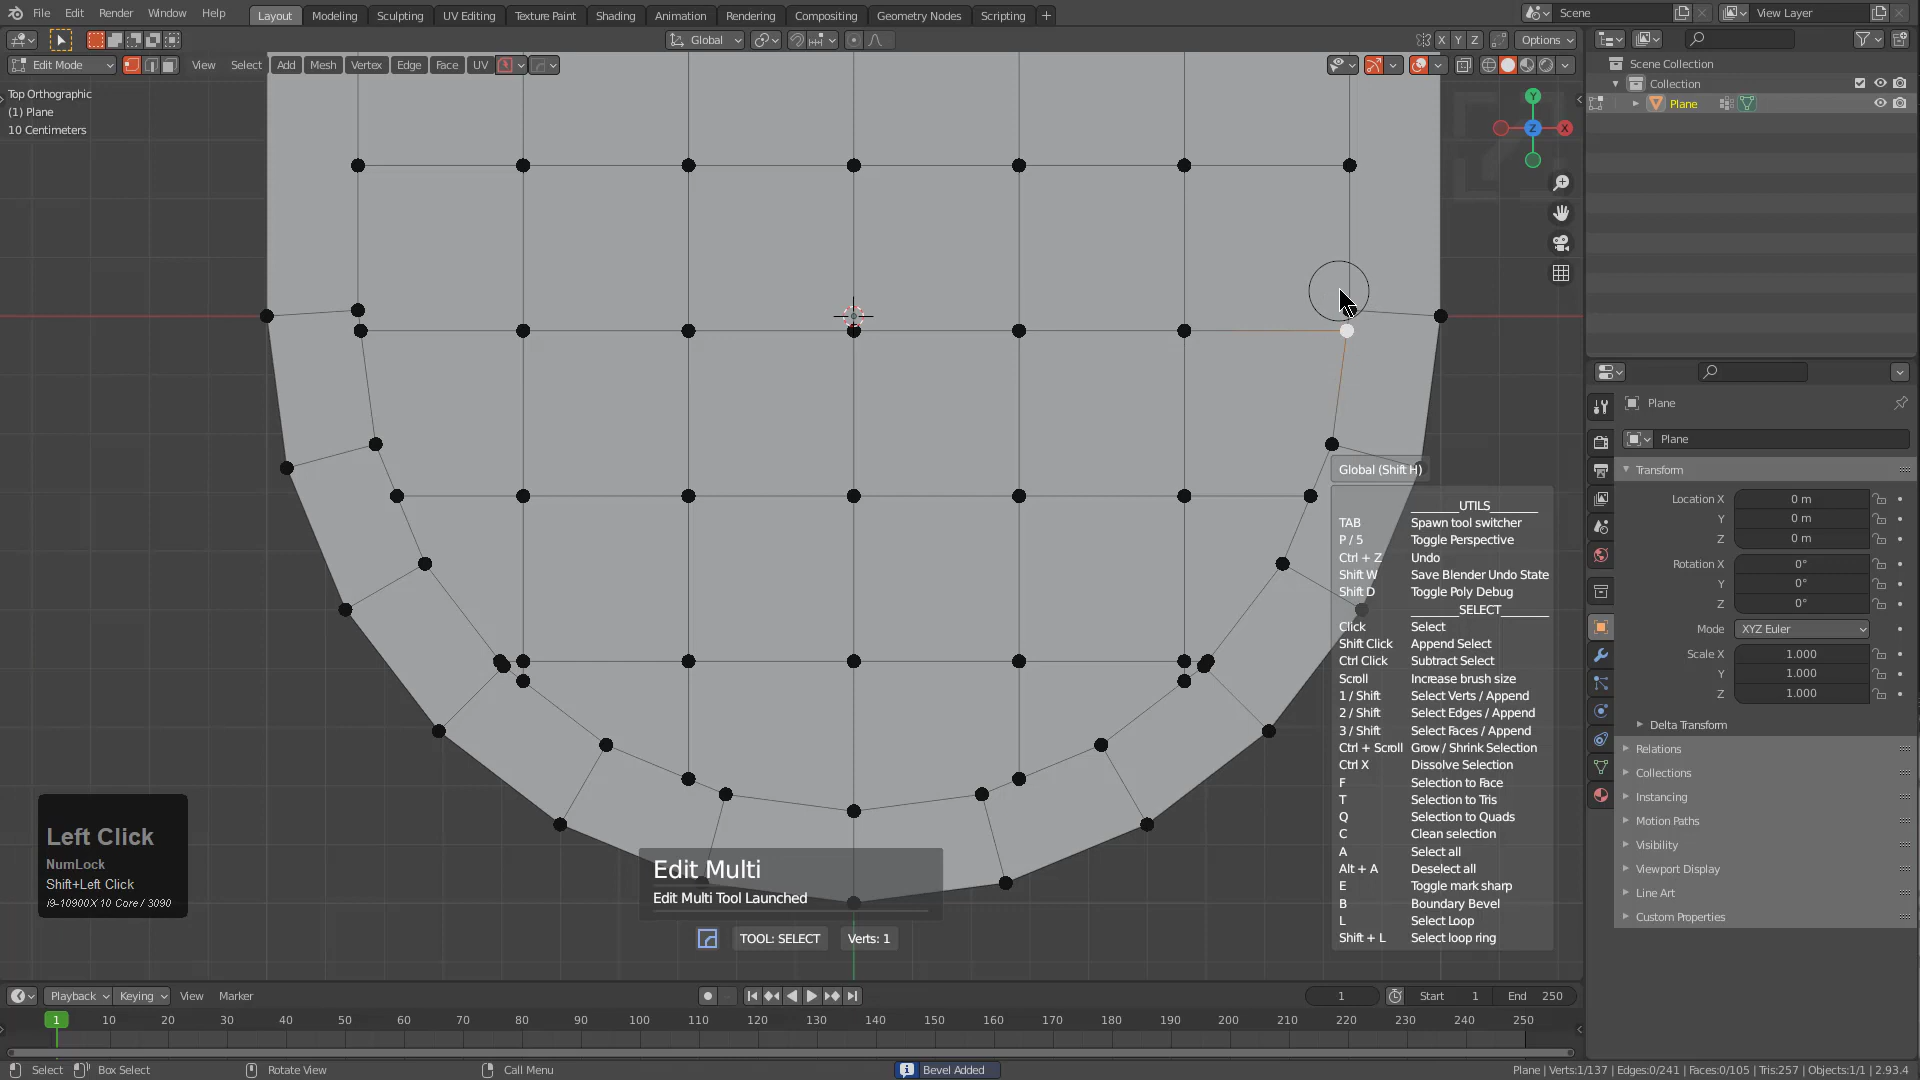 File Edit Render Window Help Layout Modeling Sculpting UV Editing Texture Paint Shading Animation Rendering Compositing Geometry Nodes Scripting + Scene View Layer
Global X Y Z Options
Edit Mode View Select Add Mesh Vertex Edge Face UV
Top Orthographic
(1) Plane
10 Centimeters
Y
Z X
Scene Collection
Collection
Plane
Plane
Plane
Transform
Location X 0 m
Y 0 m
Z 0 m
Rotation X 0°
Y 0°
Z 0°
Mode XYZ Euler
Scale X 1.000
Y 1.000
Z 1.000
Delta Transform
Relations
Collections
Instancing
Motion Paths
Visibility
Viewport Display
Line Art
Custom Properties
Global (Shift H)
______UTILS______
TAB Spawn tool switcher
P / 5 Toggle Perspective
Ctrl + Z Undo
Shift W Save Blender Undo State
Shift D Toggle Poly Debug
______SELECT______
Click Select
Shift Click Append Select
Ctrl Click Subtract Select
Scroll Increase brush size
1 / Shift Select Verts / Append
2 / Shift Select Edges / Append
3 / Shift Select Faces / Append
Ctrl + Scroll Grow / Shrink Selection
Ctrl X Dissolve Selection
F Selection to Face
T Selection to Tris
Q Selection to Quads
C Clean selection
A Select all
Alt + A Deselect all
E Toggle mark sharp
B Boundary Bevel
L Select Loop
Shift + L Select loop ring
Left Click
NumLock
Shift+Left Click
i9-10900X 10 Core / 3090
Edit Multi
Edit Multi Tool Launched
TOOL: SELECT Verts: 1
Playback Keying View Marker 1 Start 1 End 250
1 10 20 30 40 50 60 70 80 90 100 110 120 130 140 150 160 170 180 190 200 210 220 230 240 250
Select Box Select Rotate View Call Menu Bevel Added Plane | Verts:1/137 | Edges:0/241 | Faces:0/105 | Tris:257 | Objects:1/1 | 2.93.4